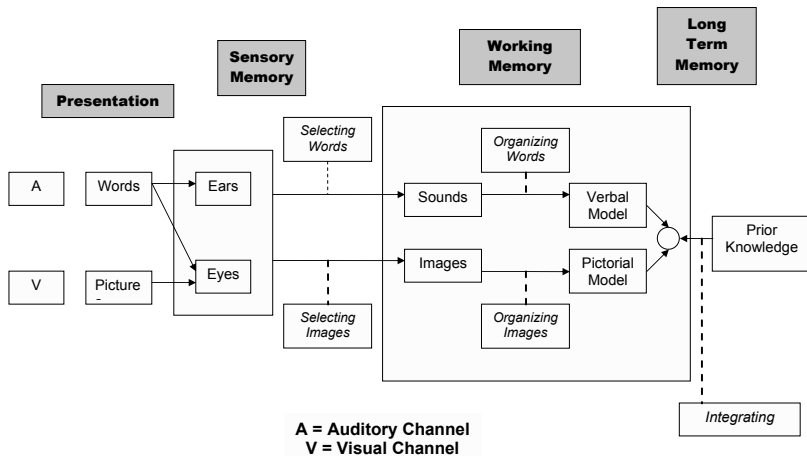 Presentation
Sensory
Memory
Working
Memory
Long
Term
Memory
A
Words
Ears
Selecting
Words
Sounds
Organizing
Words
Verbal
Model
Prior
Knowledge
V
Picture
Eyes
Selecting
Images
Images
Organizing
Images
Pictorial
Model
Integrating
A = Auditory Channel
V = Visual Channel